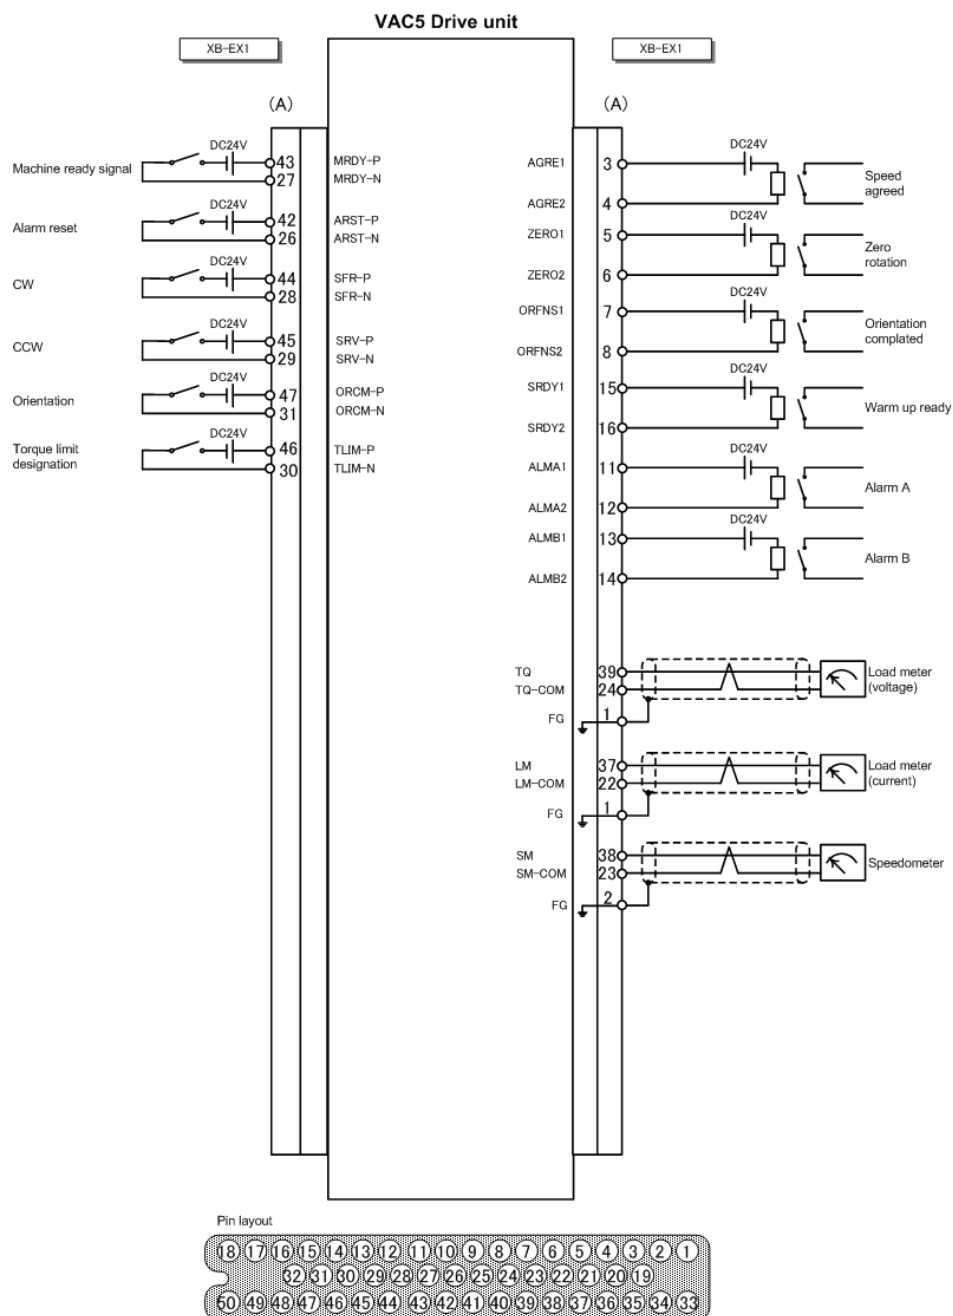 VAC5 Drive unit
XB-EX1
XB-EX1
(A)
(A)
Machine ready signal
DC24V
43 MRDY-P
27 MRDY-N
Alarm reset
DC24V
42 ARST-P
26 ARST-N
CW
DC24V
44 SFR-P
28 SFR-N
CCW
DC24V
45 SRV-P
29 SRV-N
Orientation
DC24V
47 ORCM-P
31 ORCM-N
Torque limit
designation
DC24V
46 TLIM-P
30 TLIM-N
AGRE1 3
DC24V
Speed
agreed
AGRE2 4
ZERO1 5
DC24V
Zero
rotation
ZERO2 6
ORFNS1 7
DC24V
Orientation
complated
ORFNS2 8
SRDY1 15
DC24V
Warm up ready
SRDY2 16
ALMA1 11
DC24V
Alarm A
ALMA2 12
ALMB1 13
DC24V
Alarm B
ALMB2 14
TQ 39
TQ-COM 24
FG 1
Load meter
(voltage)
LM 37
LM-COM 22
FG 1
Load meter
(current)
SM 38
SM-COM 23
FG 2
Speedometer
Pin layout
18 17 16 15 14 13 12 11 10 9 8 7 6 5 4 3 2 1
32 31 30 29 28 27 26 25 24 23 22 21 20 19
50 49 48 47 46 45 44 43 42 41 40 39 38 37 36 35 34 33